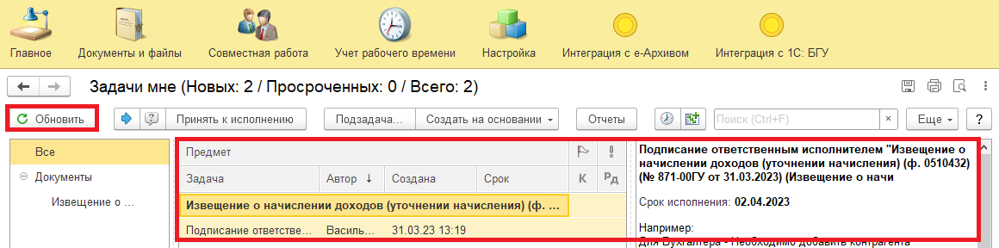 Главное Документы и файлы Совместная работа Учет рабочего времени Настройка Интеграция с е-Архивом Интеграция с 1С: БГУ
Задачи мне (Новых: 2 / Просроченных: 0 / Всего: 2)
Обновить Принять к исполнению Подзадача... Создать на основании Отчеты Поиск (Ctrl+F) × Еще ?
Все
Документы
Извещение о ...
Предмет
Задача Автор ↓ Создана Срок К Рд
Извещение о начислении доходов (уточнении начисления) (ф. ...
Подписание ответстве... Василь... 31.03.23 13:19
Подписание ответственным исполнителем "Извещение о
начислении доходов (уточнении начисления) (ф. 0510432)
(№ 871-00ГУ от 31.03.2023) (Извещение о начи
Срок исполнения: 02.04.2023
Например:
Для Бухгалтера - Необходимо добавить контрагента